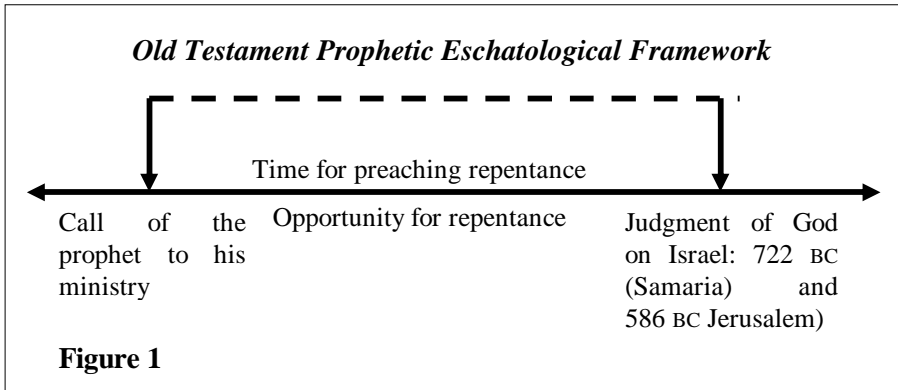 Old Testament Prophetic Eschatological Framework
Time for preaching repentance
Opportunity for repentance
Call of the
prophet to his
ministry
Judgment of God
on Israel: 722 BC
(Samaria) and
586 BC Jerusalem)
Figure 1